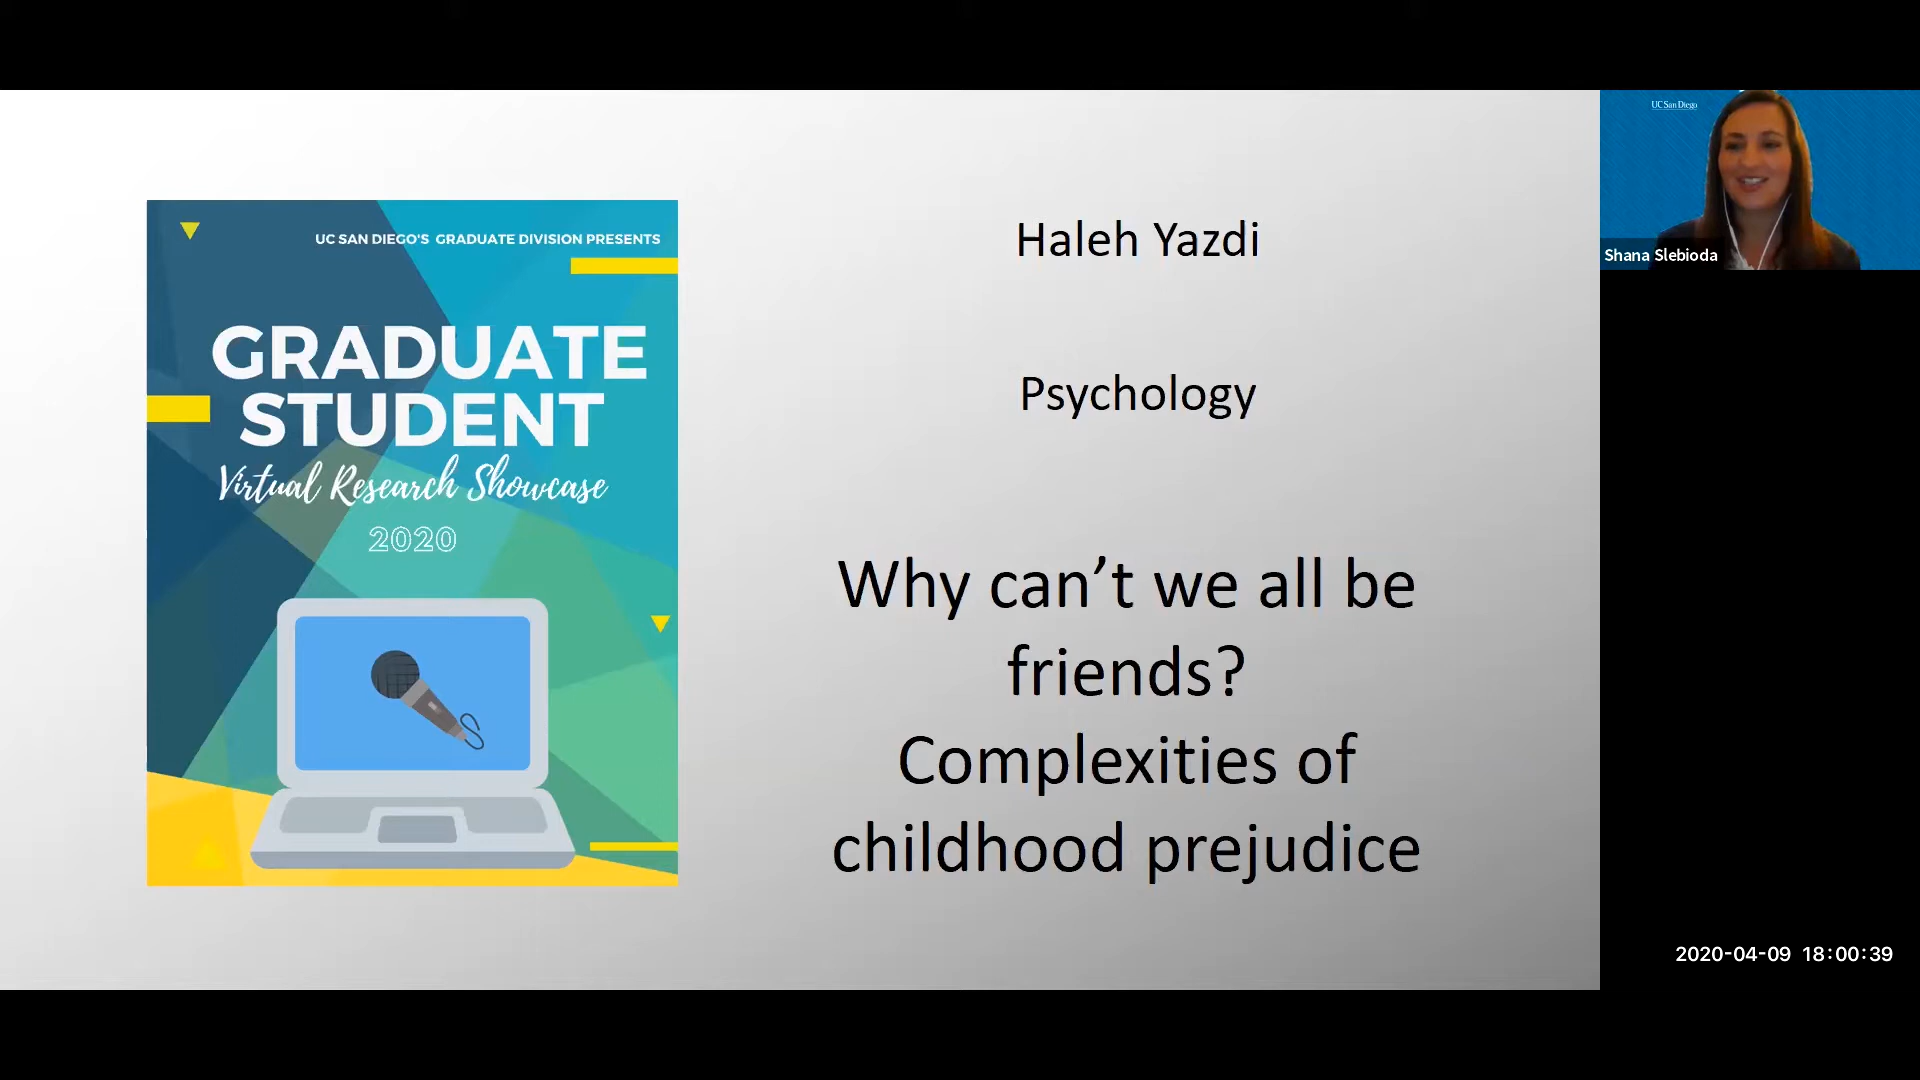 UC San Diego
UC SAN DIEGO'S GRADUATE DIVISION PRESENTS
GRADUATE
STUDENT
Virtual Research Showcase
2020
Haleh Yazdi
Psychology
Why can’t we all be
friends?
Complexities of
childhood prejudice
Shana Slebioda
2020-04-09 18:00:39